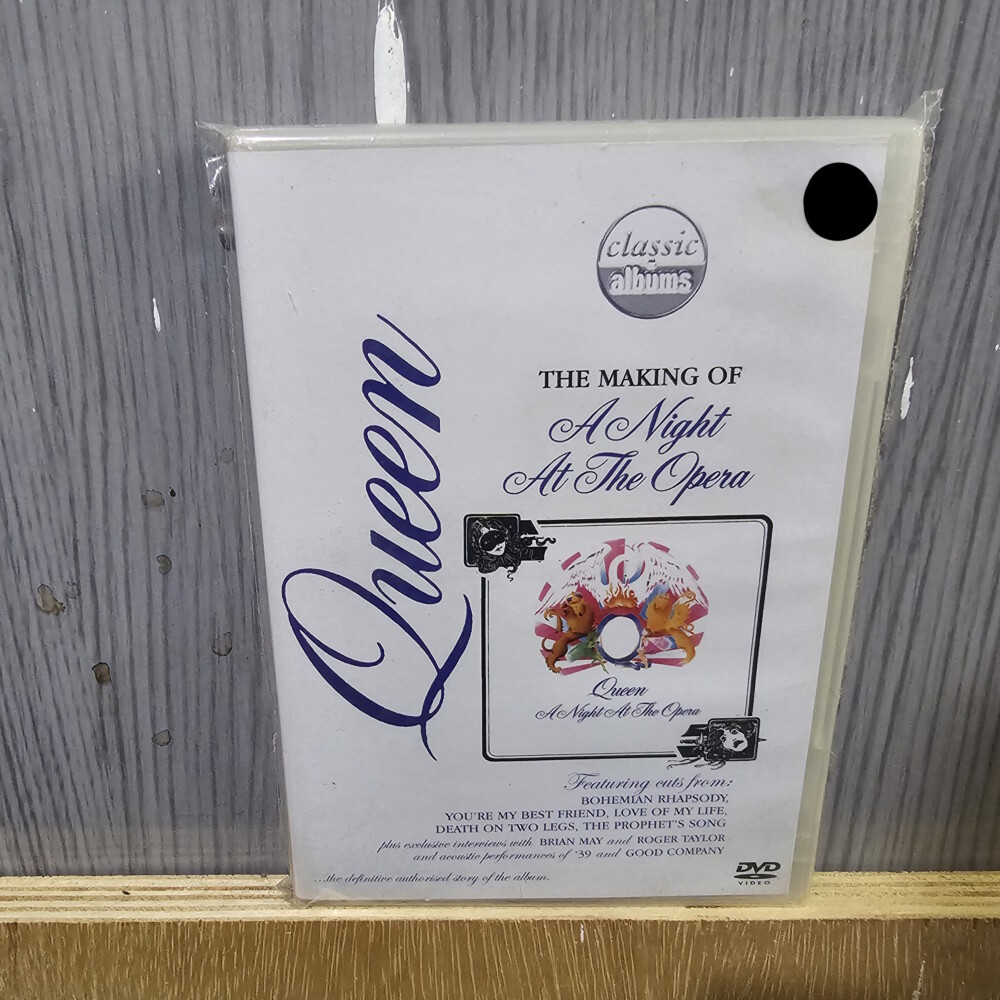 classic
albums
Queen
THE MAKING OF
A Night
At The Opera
Queen
A Night At The Opera
Featuring cuts from:
BOHEMIAN RHAPSODY,
YOU'RE MY BEST FRIEND, LOVE OF MY LIFE,
DEATH ON TWO LEGS, THE PROPHET'S SONG
plus exclusive interviews with BRIAN MAY and ROGER TAYLOR
and acoustic performances of '39 and GOOD COMPANY
...the definitive authorised story of the album.
DVD
VIDEO